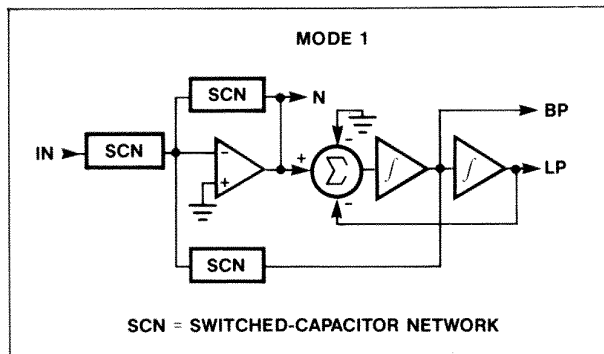 MODE 1
SCN
N
IN
SCN
-
+
+
-
Σ
-
∫
∫
BP
LP
SCN
SCN = SWITCHED-CAPACITOR NETWORK